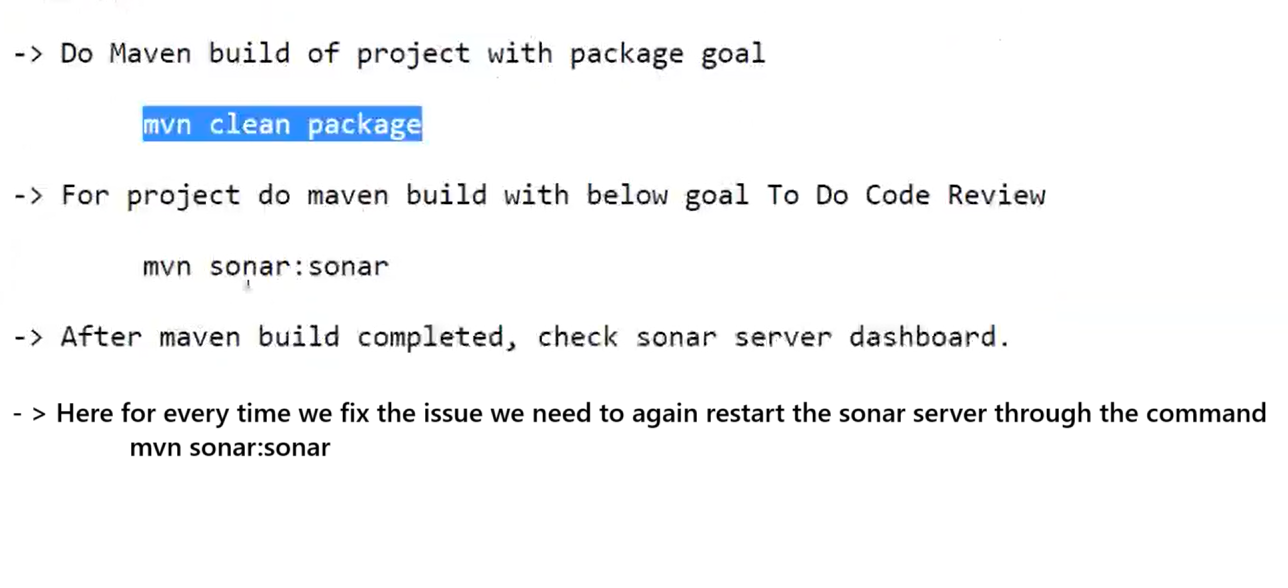 -> Do Maven build of project with package goal
mvn clean package
-> For project do maven build with below goal To Do Code Review
mvn sonar:sonar
-> After maven build completed, check sonar server dashboard.
- > Here for every time we fix the issue we need to again restart the sonar server through the command
mvn sonar:sonar